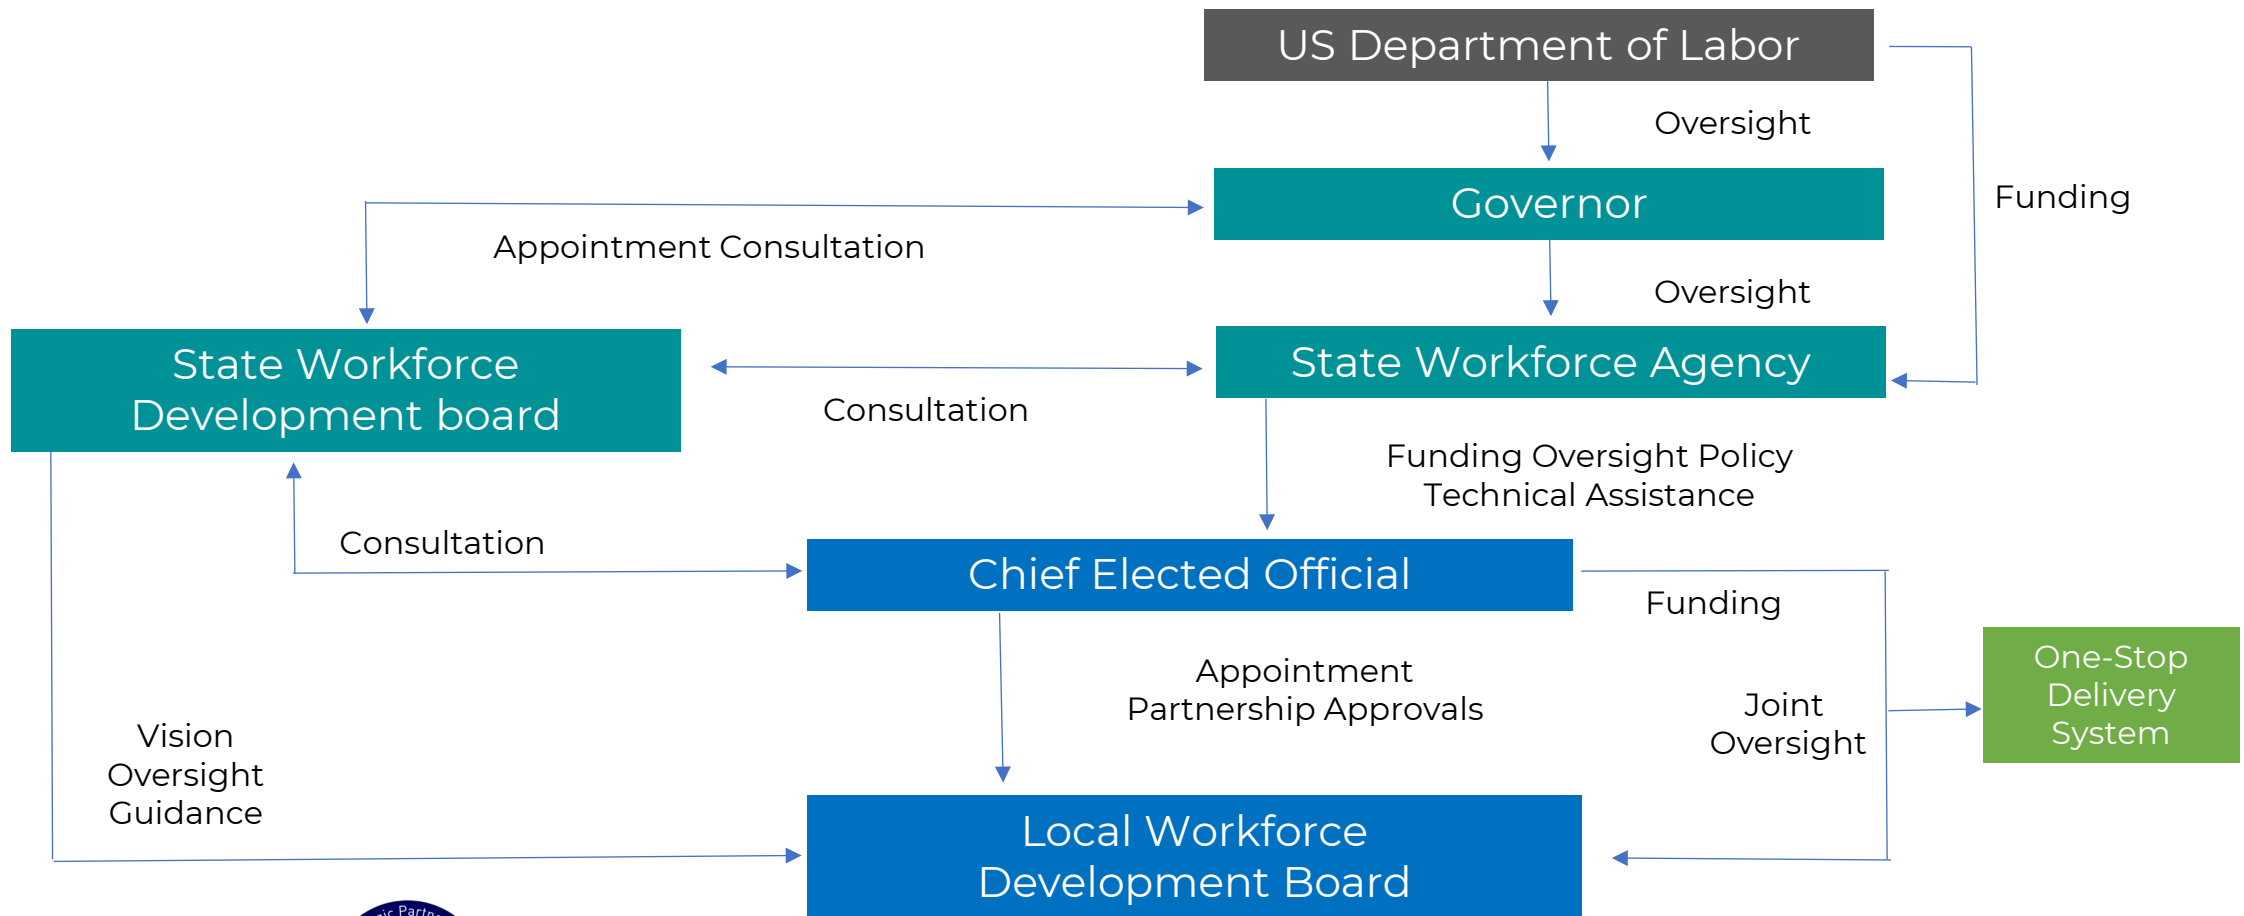 US Department of Labor
Oversight
Funding
Governor
Appointment Consultation
Oversight
State Workforce
Development board
State Workforce Agency
Consultation
Funding Oversight Policy
Technical Assistance
Consultation
Chief Elected Official
Funding
Appointment
Partnership Approvals
One-Stop
Delivery
System
Joint
Oversight
Vision
Oversight
Guidance
Local Workforce
Development Board